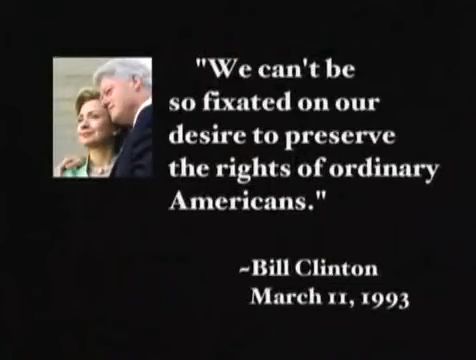 "We can't be
so fixated on our
desire to preserve
the rights of ordinary
Americans."
~Bill Clinton
March 11, 1993